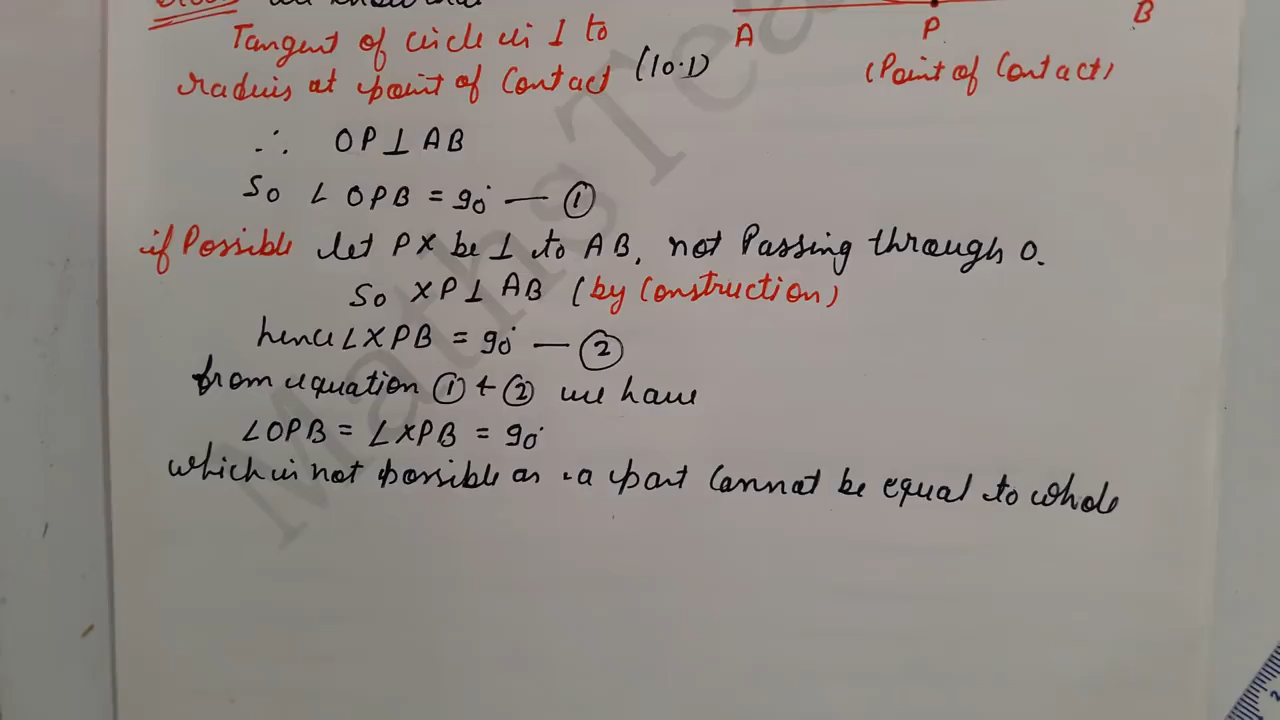 A P B
Tangent of circle is ⊥ to
radius at point of Contact (10.1)
(Point of Contact)
∴ OP ⊥ AB
So ∠ OPB = 90° — ①
if Possible let PX be ⊥ to AB, not Passing through O.
So XP ⊥ AB (by Construction)
hence ∠XPB = 90° — ②
from equation ① + ② we have
∠OPB = ∠XPB = 90°
which is not possible as a part Cannot be equal to whole